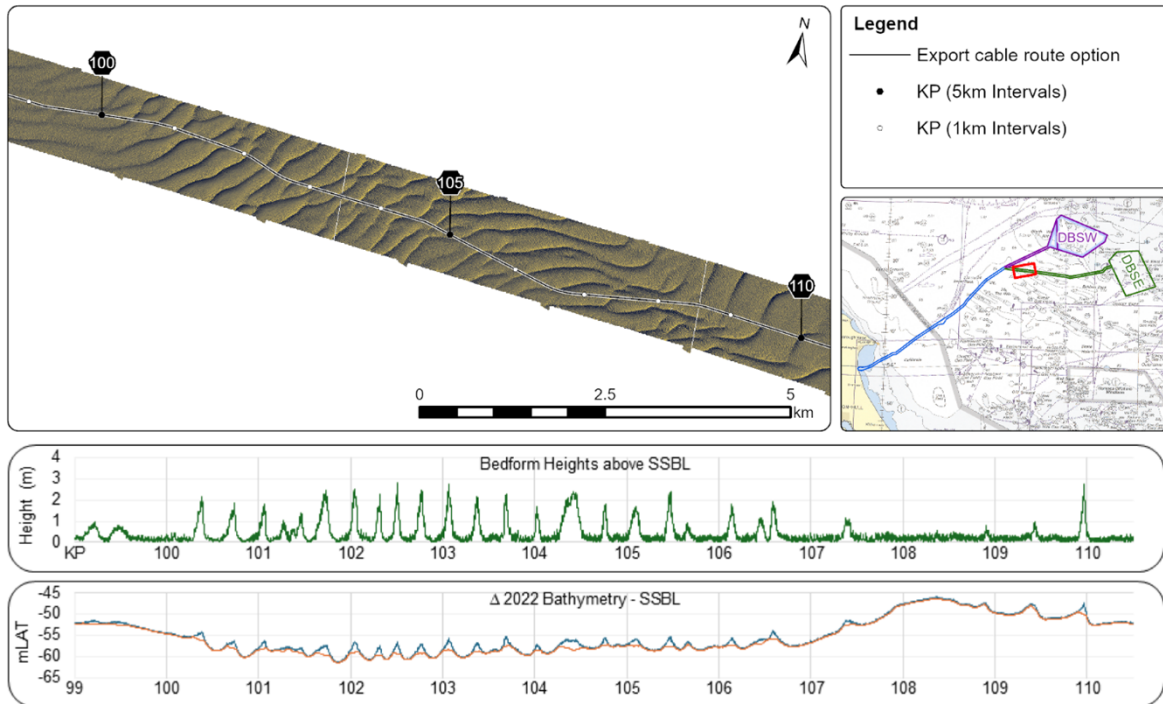 100
105
110
N
0
2.5
5
km
Legend
Export cable route option
KP (5km Intervals)
KP (1km Intervals)
DBSW
DBSE
Bedform Heights above SSBL
Height (m)
4
3
2
1
0
KP 100 101 102 103 104 105 106 107 108 109 110
Δ 2022 Bathymetry - SSBL
mLAT
-45
-50
-55
-60
-65
99 100 101 102 103 104 105 106 107 108 109 110